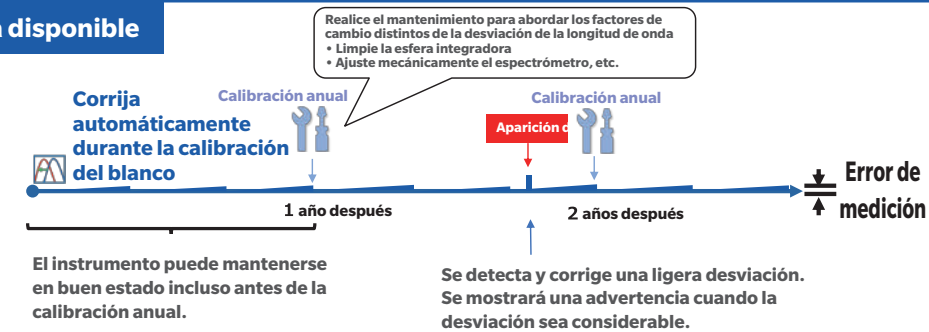 disponible
Realice el mantenimiento para abordar los factores de
cambio distintos de la desviación de la longitud de onda
• Limpie la esfera integradora
• Ajuste mecánicamente el espectrómetro, etc.
Corrija
automáticamente
durante la calibración
del blanco
Calibración anual
Calibración anual
Aparición d
1 año después
2 años después
Error de
medición
El instrumento puede mantenerse
en buen estado incluso antes de la
calibración anual.
Se detecta y corrige una ligera desviación.
Se mostrará una advertencia cuando la
desviación sea considerable.